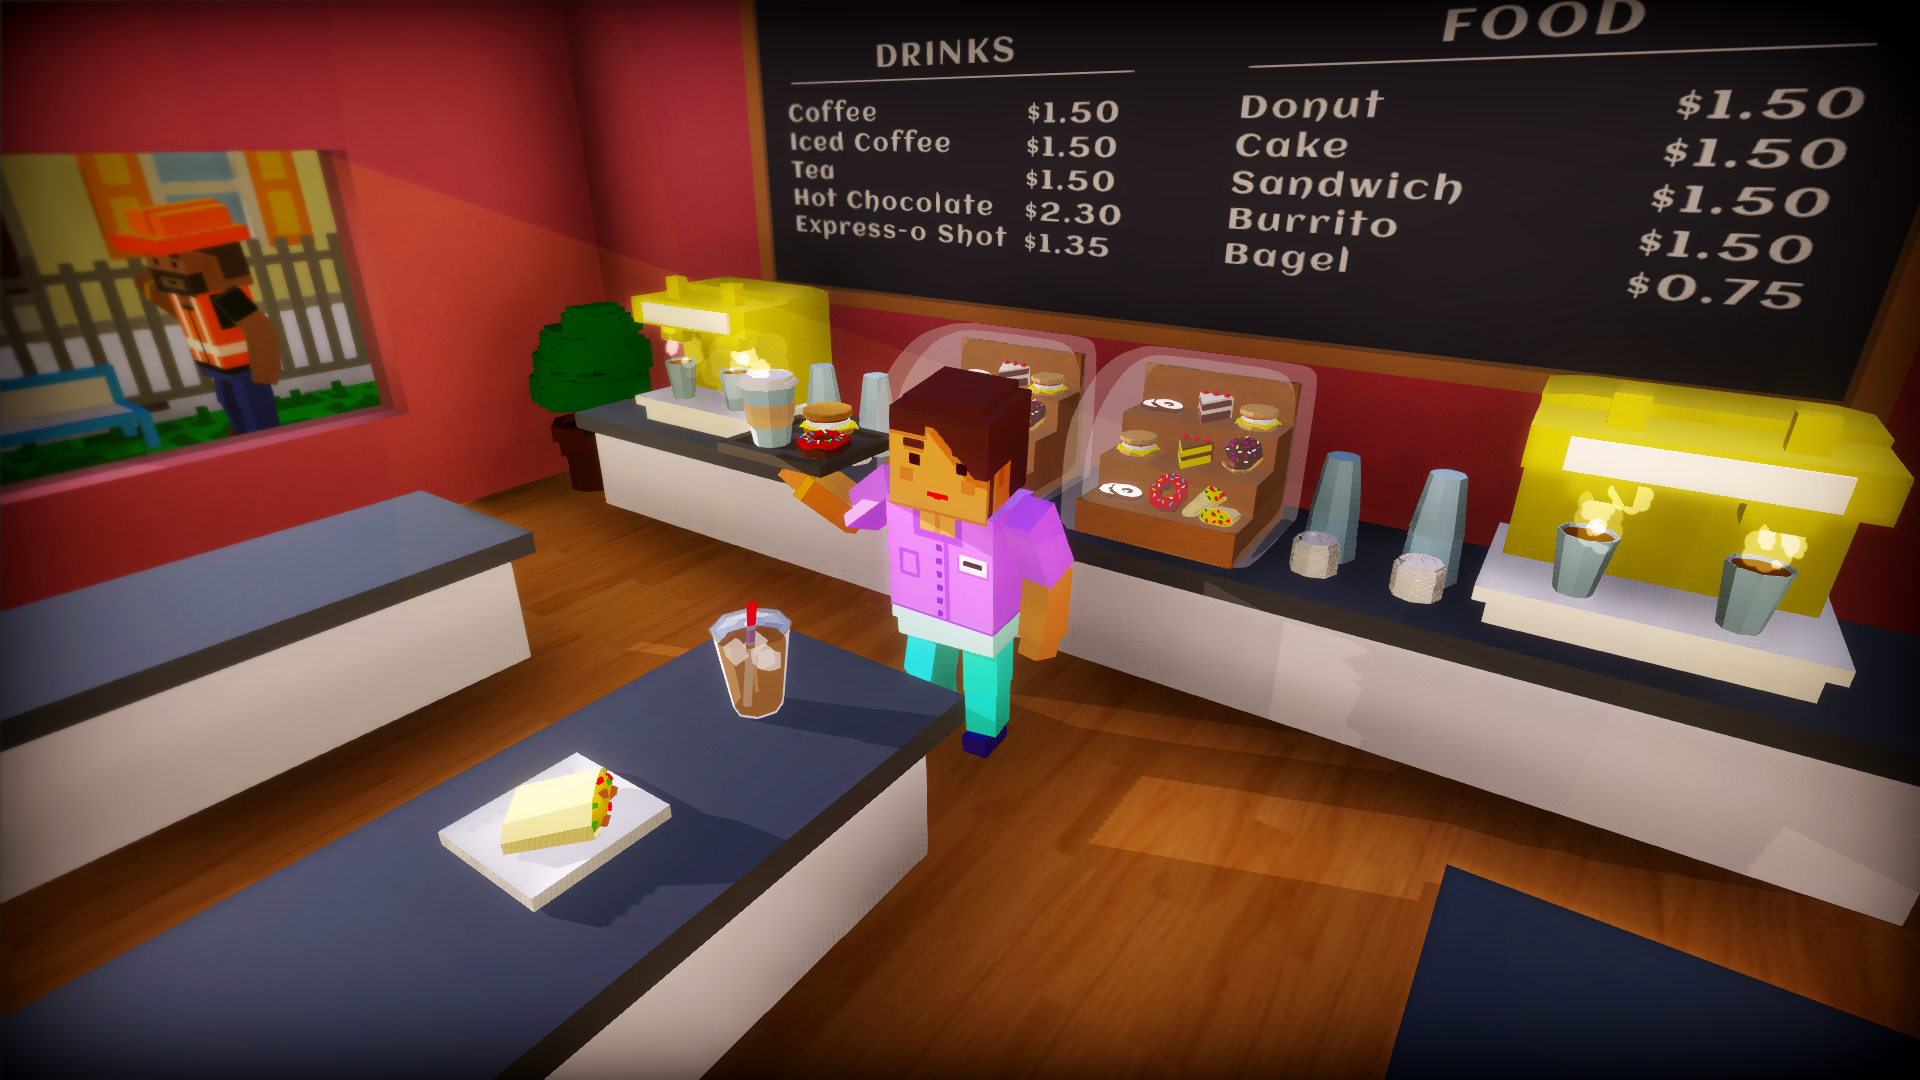 DRINKS
Coffee $1.50
Iced Coffee $1.50
Tea $1.50
Hot Chocolate $2.30
Express-o Shot $1.35
FOOD
Donut $1.50
Cake $1.50
Sandwich $1.50
Burrito $1.50
Bagel $0.75